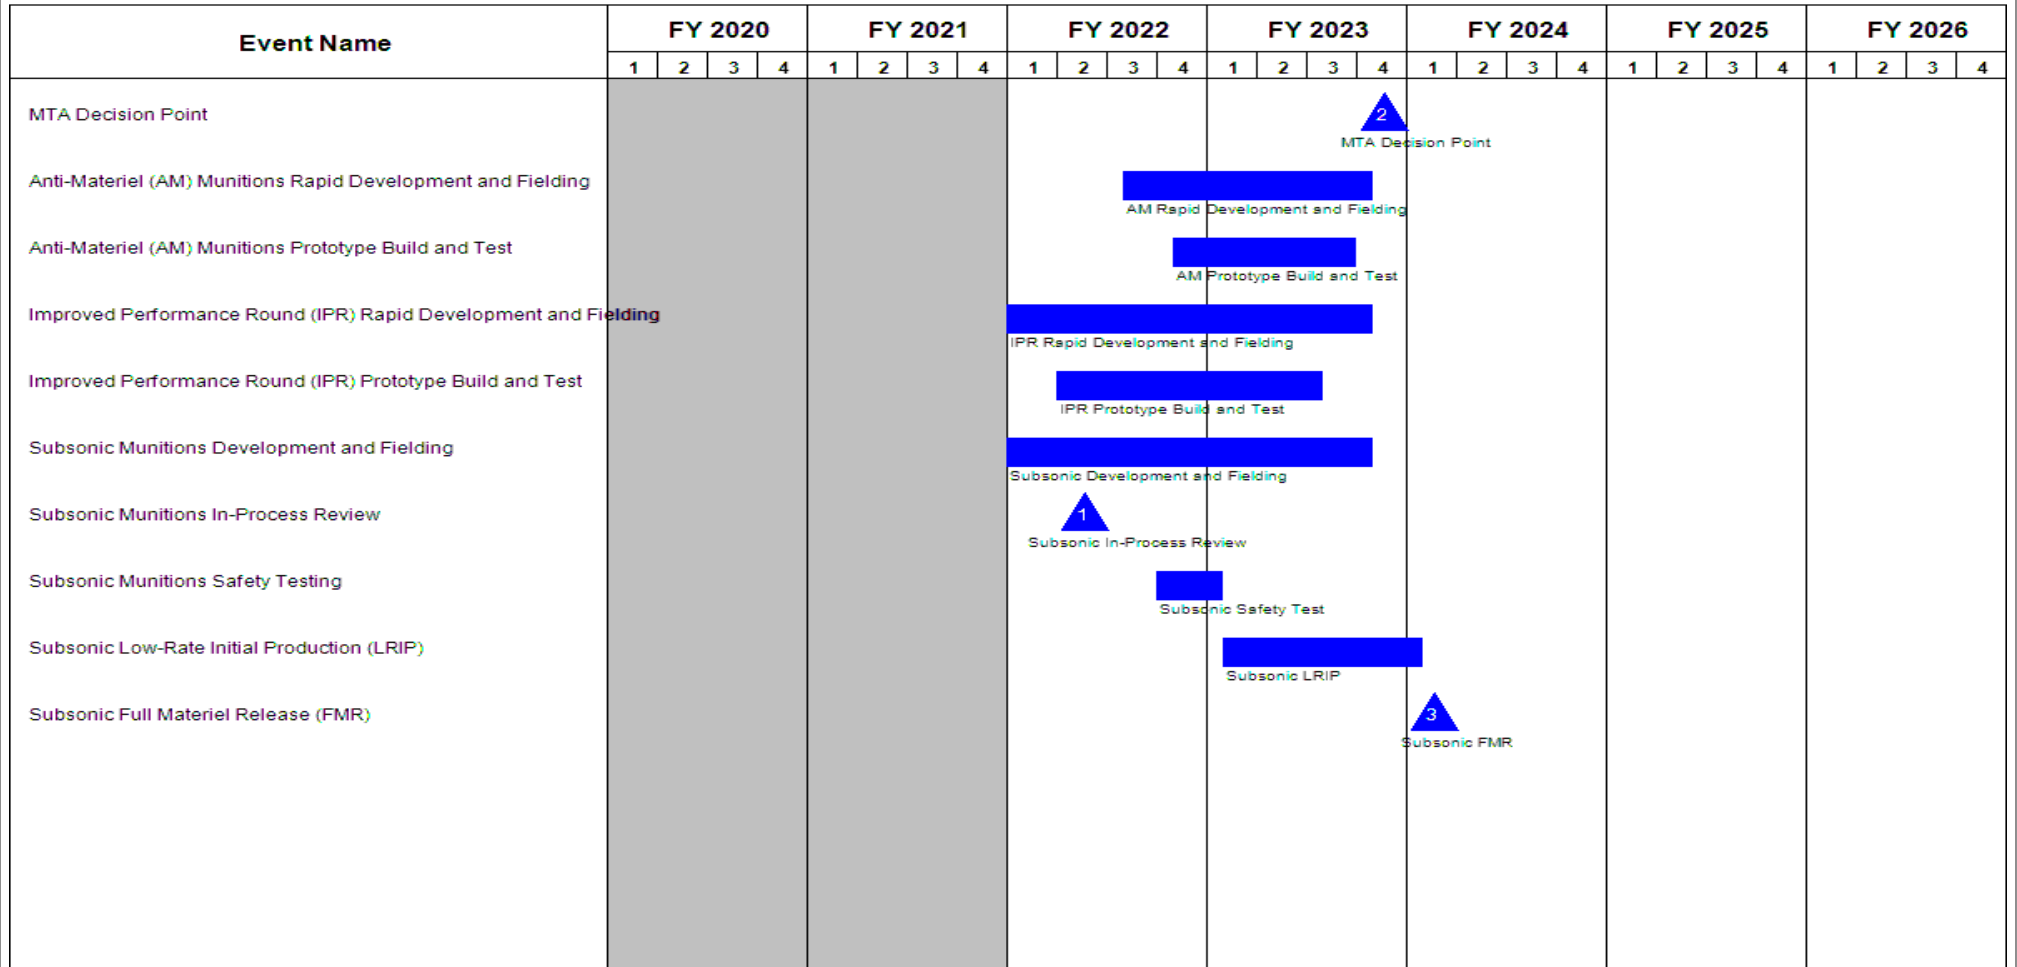 Event Name
FY 2020 FY 2021 FY 2022 FY 2023 FY 2024 FY 2025 FY 2026
1 2 3 4 1 2 3 4 1 2 3 4 1 2 3 4 1 2 3 4 1 2 3 4 1 2 3 4
MTA Decision Point
2
MTA Decision Point
Anti-Materiel (AM) Munitions Rapid Development and Fielding
AM Rapid Development and Fielding
Anti-Materiel (AM) Munitions Prototype Build and Test
AM Prototype Build and Test
Improved Performance Round (IPR) Rapid Development and Fielding
IPR Rapid Development and Fielding
Improved Performance Round (IPR) Prototype Build and Test
IPR Prototype Build and Test
Subsonic Munitions Development and Fielding
Subsonic Development and Fielding
Subsonic Munitions In-Process Review
1
Subsonic In-Process Review
Subsonic Munitions Safety Testing
Subsonic Safety Test
Subsonic Low-Rate Initial Production (LRIP)
Subsonic LRIP
Subsonic Full Materiel Release (FMR)
3
Subsonic FMR